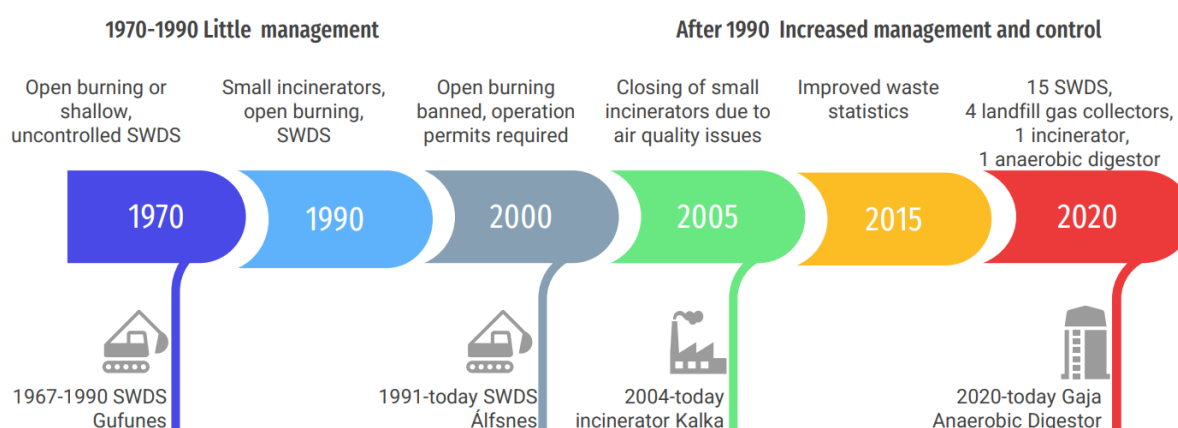 1970-1990 Little management
After 1990 Increased management and control
Open burning or
shallow,
uncontrolled SWDS
Small incinerators,
open burning,
SWDS
Open burning
banned, operation
permits required
Closing of small
incinerators due to
air quality issues
Improved waste
statistics
15 SWDS,
4 landfill gas collectors,
1 incinerator,
1 anaerobic digestor
1970
1990
2000
2005
2015
2020
1967-1990 SWDS
Gufunes
1991-today SWDS
Álfsnes
2004-today
incinerator Kalka
2020-today Gaja
Anaerobic Digestor